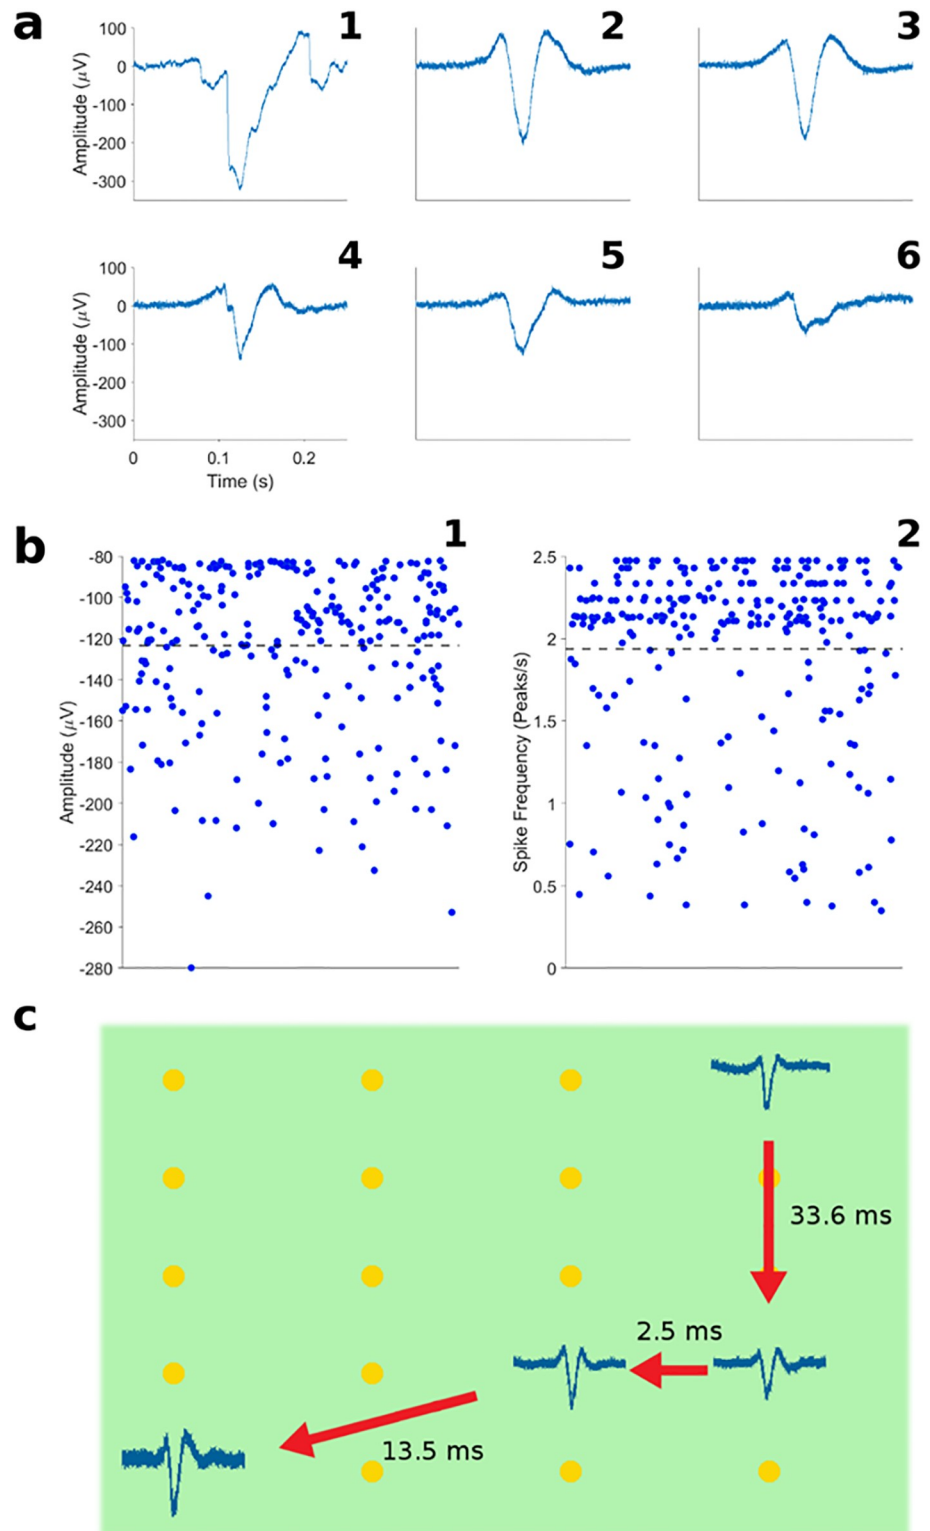 a
1
2
3
Amplitude (μV)
100
0
-100
-200
-300
4
5
6
Amplitude (μV)
100
0
-100
-200
-300
0 0.1 0.2
Time (s)
b
1
2
Amplitude (μV)
-80
-100
-120
-140
-160
-180
-200
-220
-240
-260
-280
Spike Frequency (Peaks/s)
2.5
2
1.5
1
0.5
0
c
33.6 ms
2.5 ms
13.5 ms